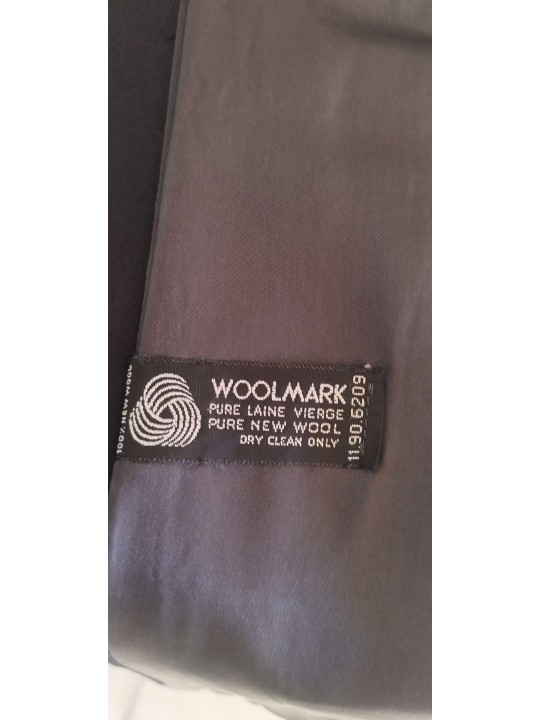 100% NEW WOOL
WOOLMARK
PURE LAINE VIERGE
PURE NEW WOOL
DRY CLEAN ONLY
11.90.6209